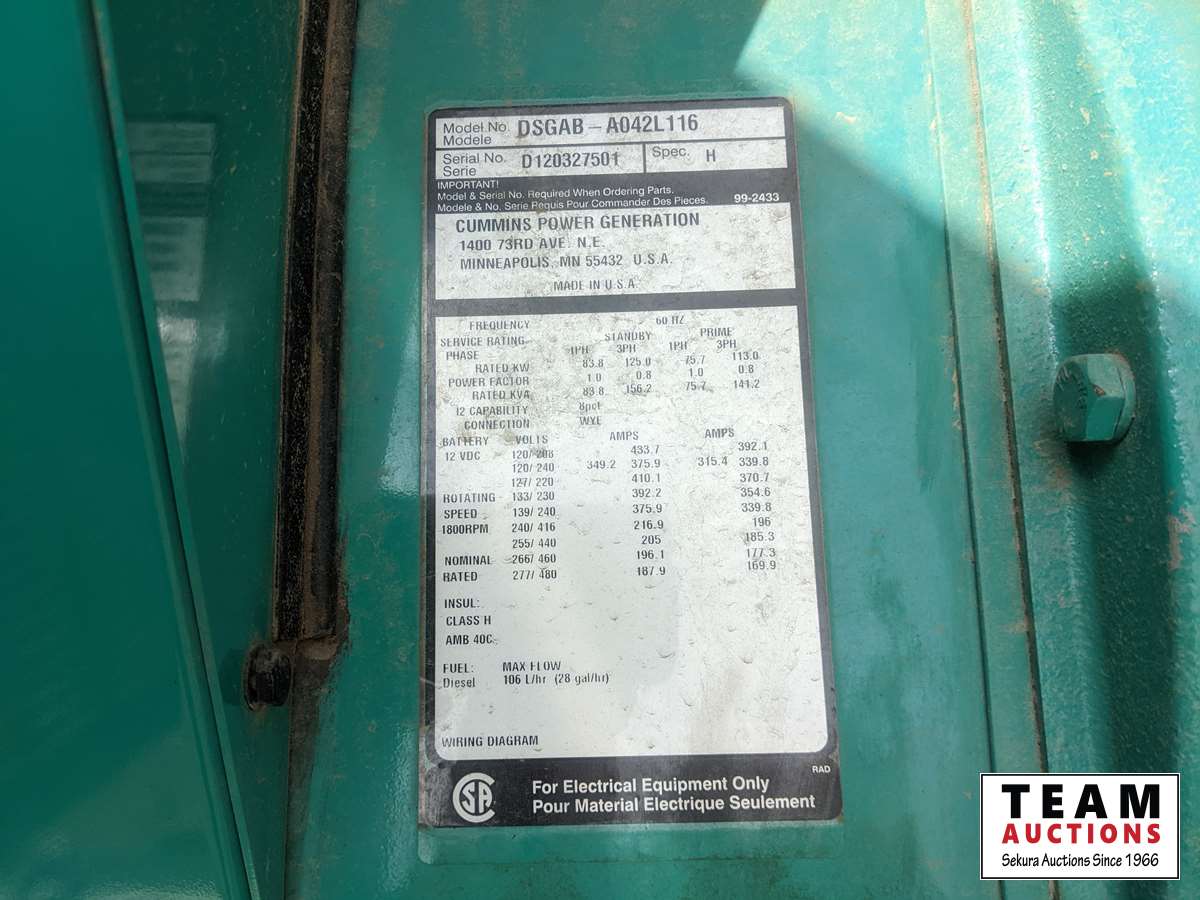 Model No. DSGAB – A042L116
Modele
Serial No. D120327501 Spec. H
Serie
IMPORTANT!
Model & Serial No. Required When Ordering Parts.
Modele & No. Serie Requis Pour Commander Des Pieces. 99-2433
CUMMINS POWER GENERATION
1400 73RD AVE. N.E.
MINNEAPOLIS, MN 55432 U.S.A.
MADE IN U.S.A.
FREQUENCY 60 HZ
SERVICE RATING STANDBY PRIME
PHASE 1PH 3PH 1PH 3PH
RATED KW 83.8 125.0 75.7 113.0
POWER FACTOR 1.0 0.8 1.0 0.8
RATED KVA 83.8 156.2 75.7 141.2
I2 CAPABILITY 8pct
CONNECTION WYE
BATTERY VOLTS AMPS AMPS
12 VDC 120/ 208 433.7 392.1
120/ 240 349.2 375.9 315.4 339.8
127/ 220 410.1 370.7
ROTATING 133/ 230 392.2 354.6
SPEED 139/ 240 375.9 339.8
1800RPM 240/ 416 216.9 196
255/ 440 205 185.3
NOMINAL 266/ 460 196.1 177.3
RATED 277/ 480 187.9 169.9
INSUL:
CLASS H
AMB 40C
FUEL: MAX FLOW
Diesel 106 L/hr (28 gal/hr)
WIRING DIAGRAM
RAD
CSA For Electrical Equipment Only
Pour Material Electrique Seulement
TEAM
AUCTIONS
Sekura Auctions Since 1966